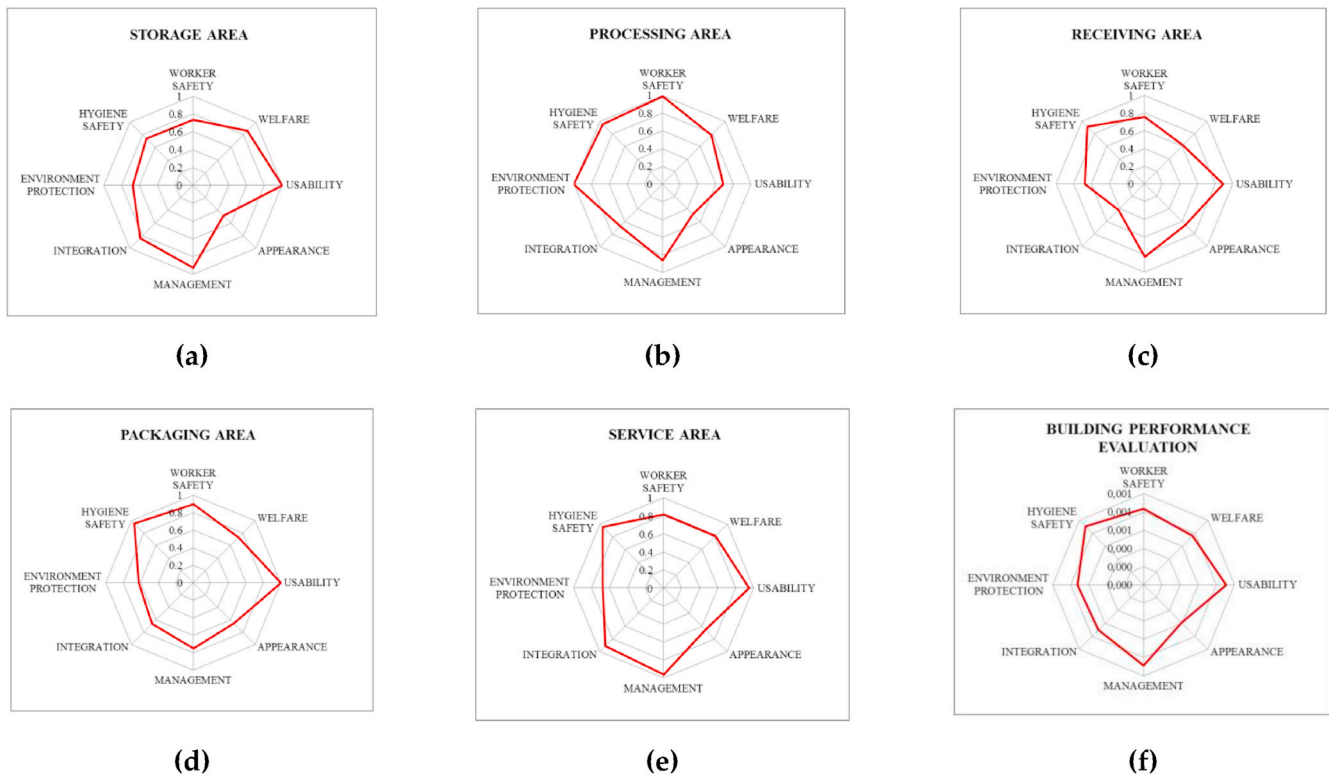 STORAGE AREA
WORKER
SAFETY
1
HYGIENE
SAFETY
WELFARE
0.8
0.6
0.4
0.2
ENVIRONMENT
PROTECTION
0
USABILITY
INTEGRATION
APPEARANCE
MANAGEMENT
(a)
PROCESSING AREA
WORKER
SAFETY
1
HYGIENE
SAFETY
WELFARE
0.8
0.6
0.4
0.2
ENVIRONMENT
PROTECTION
0
USABILITY
INTEGRATION
APPEARANCE
MANAGEMENT
(b)
RECEIVING AREA
WORKER
SAFETY
1
HYGIENE
SAFETY
WELFARE
0.8
0.6
0.4
0.2
ENVIRONMENT
PROTECTION
0
USABILITY
INTEGRATION
APPEARANCE
MANAGEMENT
(c)
PACKAGING AREA
WORKER
SAFETY
1
HYGIENE
SAFETY
WELFARE
0.8
0.6
0.4
0.2
ENVIRONMENT
PROTECTION
0
USABILITY
INTEGRATION
APPEARANCE
MANAGEMENT
(d)
SERVICE AREA
WORKER
SAFETY
1
HYGIENE
SAFETY
WELFARE
0.8
0.6
0.4
0.2
ENVIRONMENT
PROTECTION
0
USABILITY
INTEGRATION
APPEARANCE
MANAGEMENT
(e)
BUILDING PERFORMANCE
EVALUATION
WORKER
SAFETY
0,001
HYGIENE
SAFETY
WELFARE
0,001
0,001
0,000
0,000
ENVIRONMENT
PROTECTION
0,000
USABILITY
INTEGRATION
APPEARANCE
MANAGEMENT
(f)